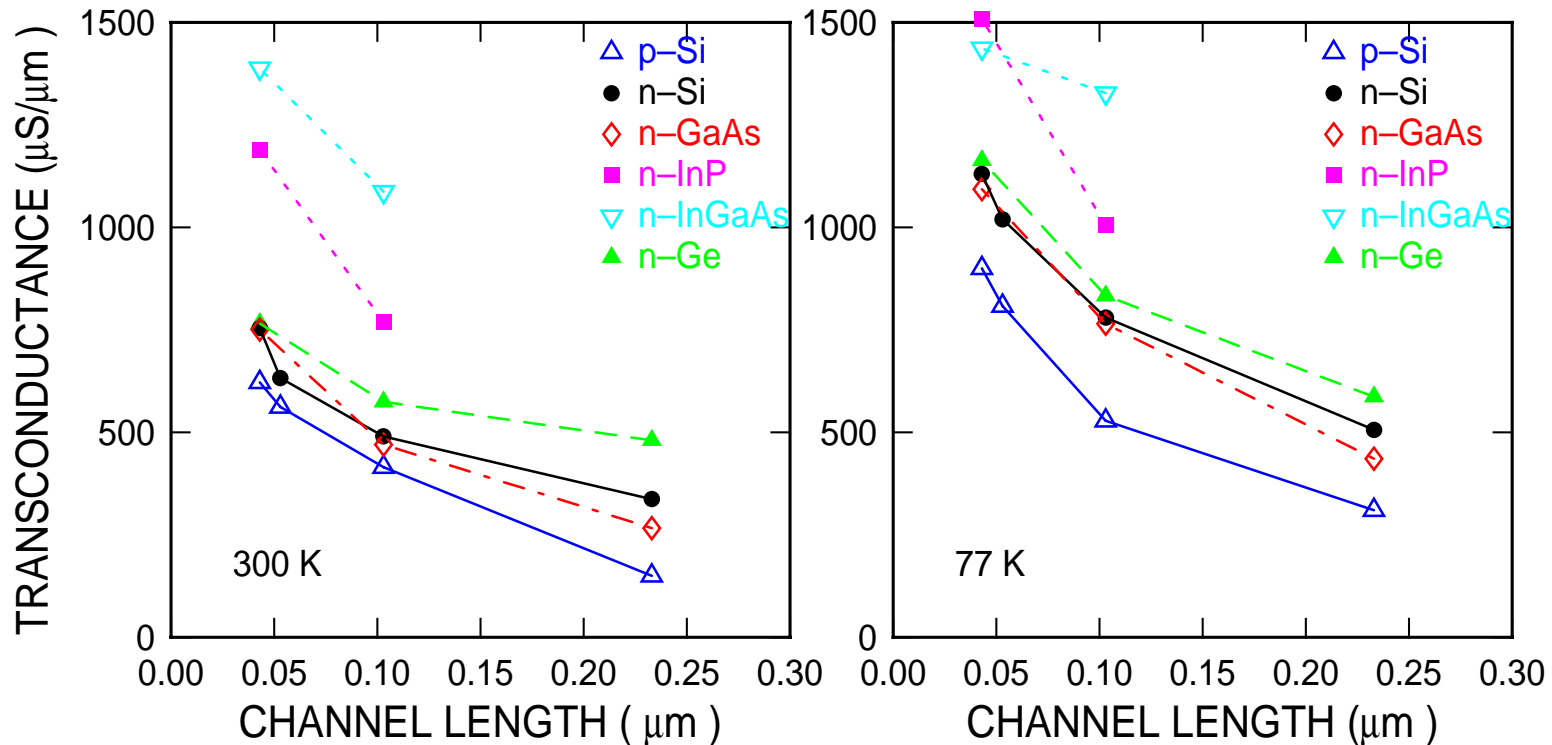 TRANSCONDUCTANCE (μS/μm )
1500
1000
500
0
p–Si
n–Si
n–GaAs
n–InP
n–InGaAs
n–Ge
300 K
0.00 0.05 0.10 0.15 0.20 0.25 0.30
CHANNEL LENGTH ( μm )
1500
1000
500
0
p–Si
n–Si
n–GaAs
n–InP
n–InGaAs
n–Ge
77 K
0.00 0.05 0.10 0.15 0.20 0.25 0.30
CHANNEL LENGTH (μm )